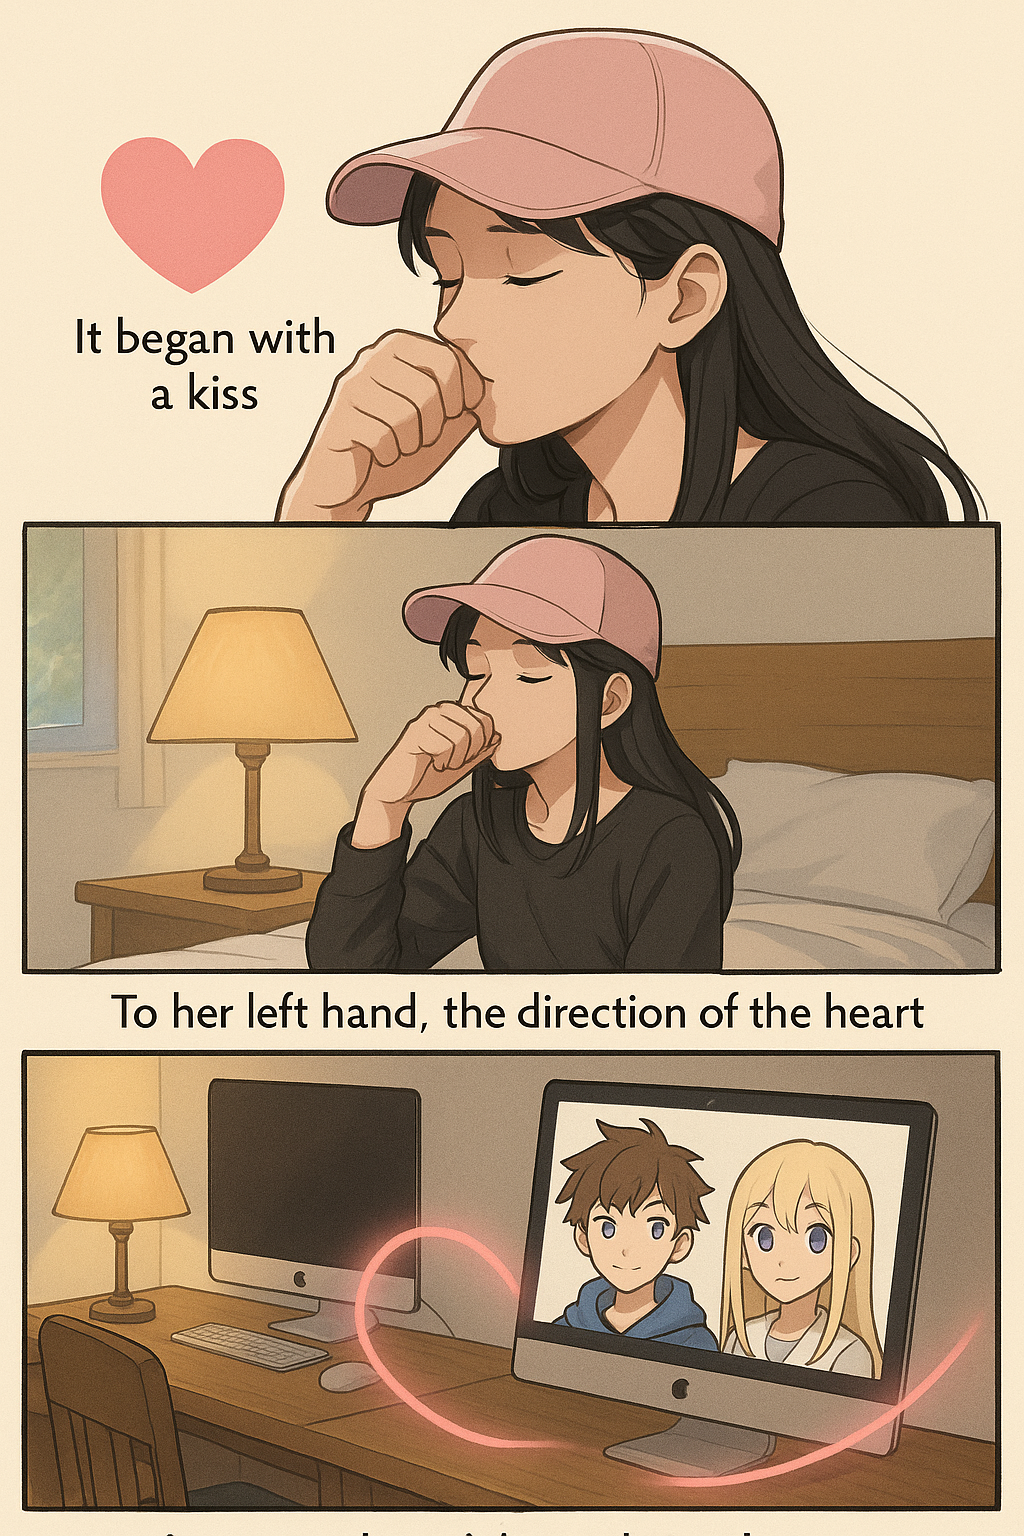 It began with
a kiss
To her left hand, the direction of the heart